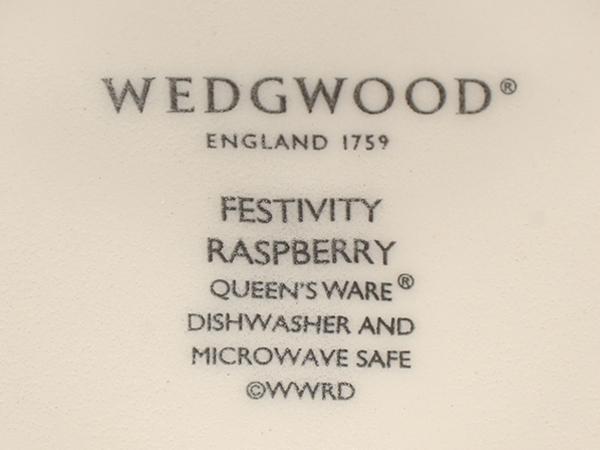 WEDGWOOD®
ENGLAND 1759
FESTIVITY
RASPBERRY
QUEEN'S WARE®
DISHWASHER AND
MICROWAVE SAFE
©WWRD